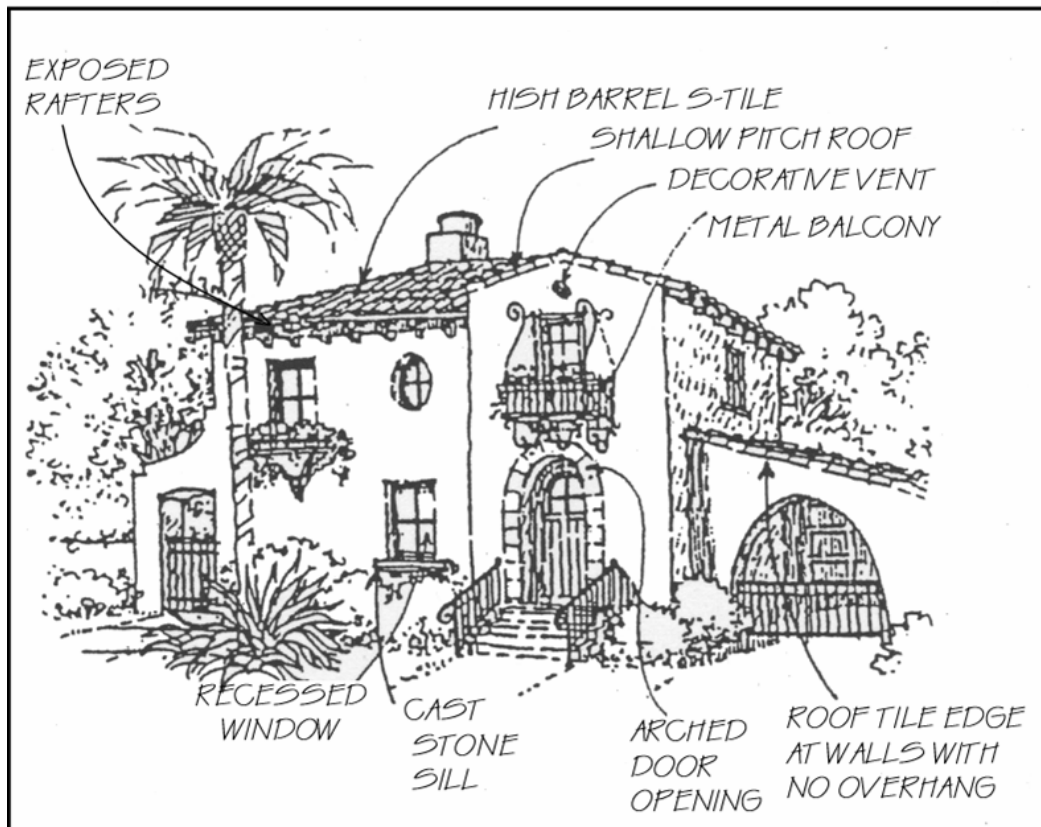 EXPOSED
RAFTERS
HISH BARREL S-TILE
SHALLOW PITCH ROOF
DECORATIVE VENT
METAL BALCONY
RECESSED
WINDOW
CAST
STONE
SILL
ARCHED
DOOR
OPENING
ROOF TILE EDGE
AT WALLS WITH
NO OVERHANG